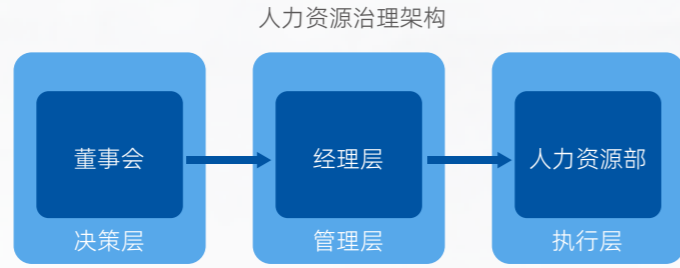 人力资源治理架构
董事会
经理层
人力资源部
决策层
管理层
执行层